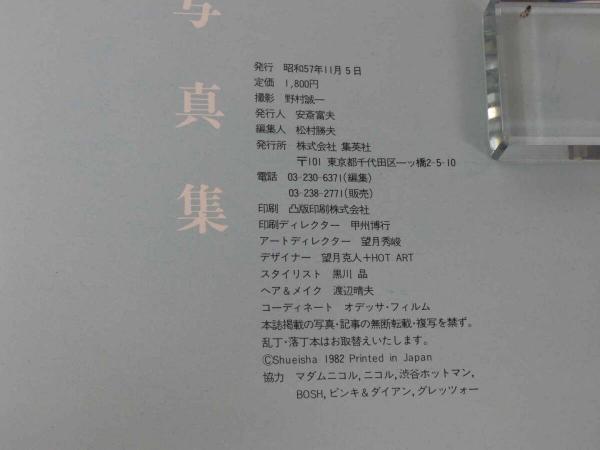 写真集
発行 昭和57年11月5日
定価 1,800円
撮影 野村誠一
発行人 安斎富夫
編集人 松村勝夫
発行所 株式会社 集英社
〒101 東京都千代田区一ッ橋2-5-10
電話 03-230-6371(編集)
03-238-2771(販売)
印刷 凸版印刷株式会社
印刷ディレクター 甲州博行
アートディレクター 望月秀峻
デザイナー 望月克人+HOT ART
スタイリスト 黒川 晶
ヘア&メイク 渡辺晴夫
コーディネート オデッサ・フィルム
本誌掲載の写真・記事の無断転載・複写を禁ず。
乱丁・落丁本はお取替えいたします。
©Shueisha 1982 Printed in Japan
協力 マダムニコル,ニコル,渋谷ホットマン,
BOSH,ピンキ&ダイアン,グレッツォー